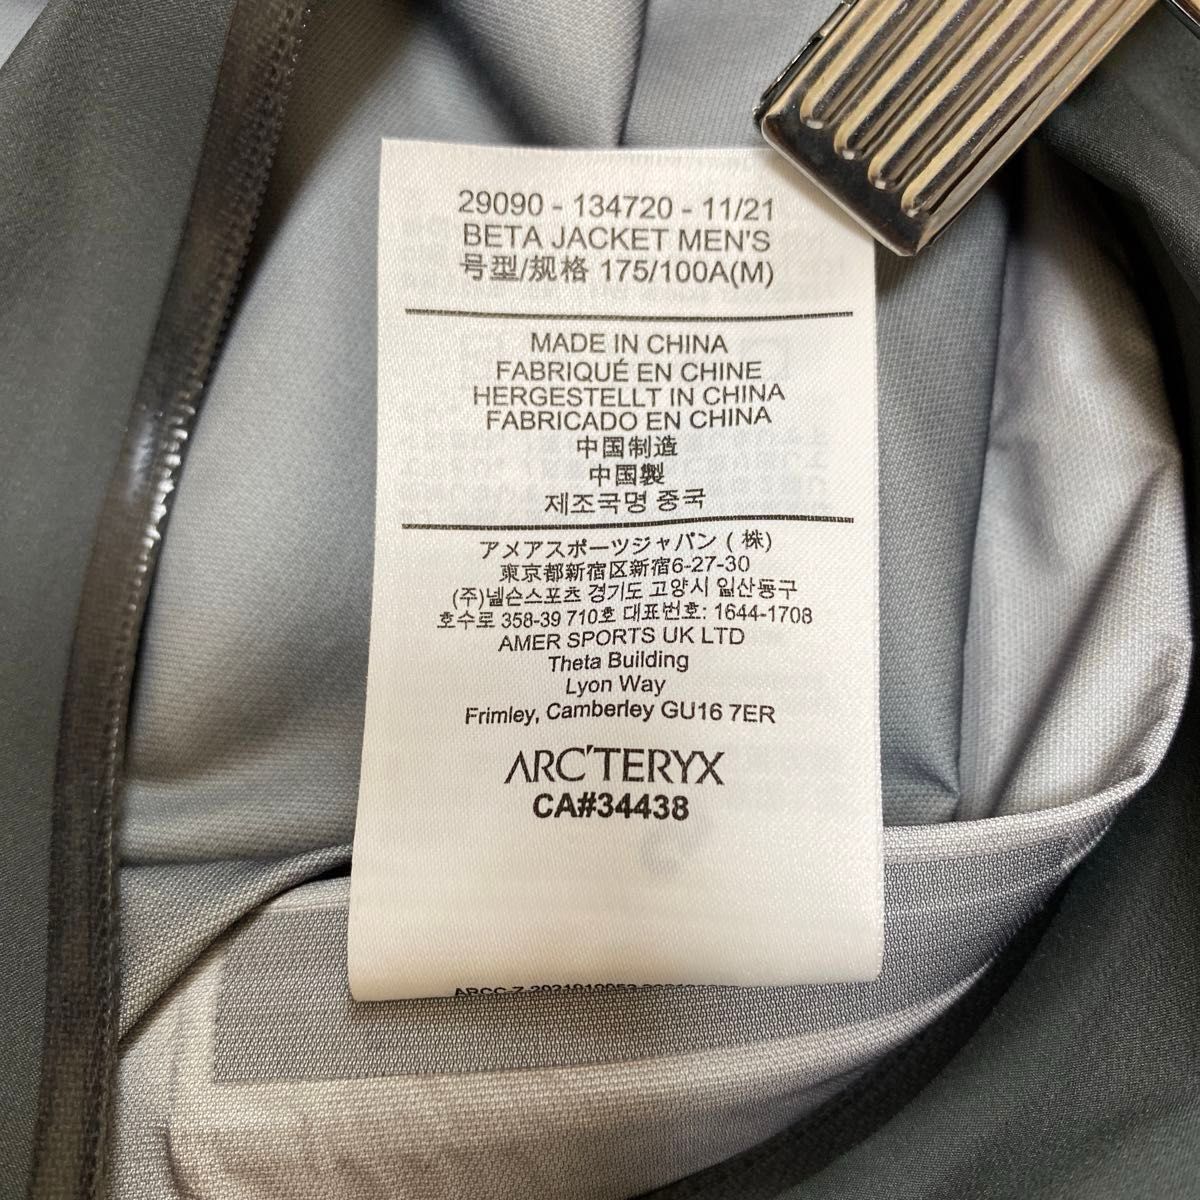 29090 - 134720 - 11/21
BETA JACKET MEN'S
号型/规格 175/100A(M)
MADE IN CHINA
FABRIQUÉ EN CHINE
HERGESTELLT IN CHINA
FABRICADO EN CHINA
中国制造
中国製
제조국명 중국
アメアスポーツジャパン ( 株)
東京都新宿区新宿6-27-30
(주)넬슨스포츠 경기도 고양시 일산동구
호수로 358-39 710호 대표번호: 1644-1708
AMER SPORTS UK LTD
Theta Building
Lyon Way
Frimley, Camberley GU16 7ER
ARC'TERYX
CA#34438